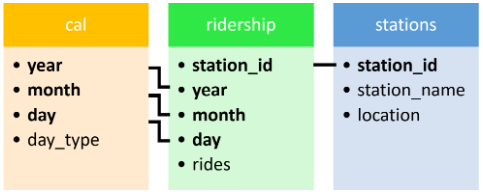 cal
• year
• month
• day
• day_type
ridership
• station_id
• year
• month
• day
• rides
stations
• station_id
• station_name
• location